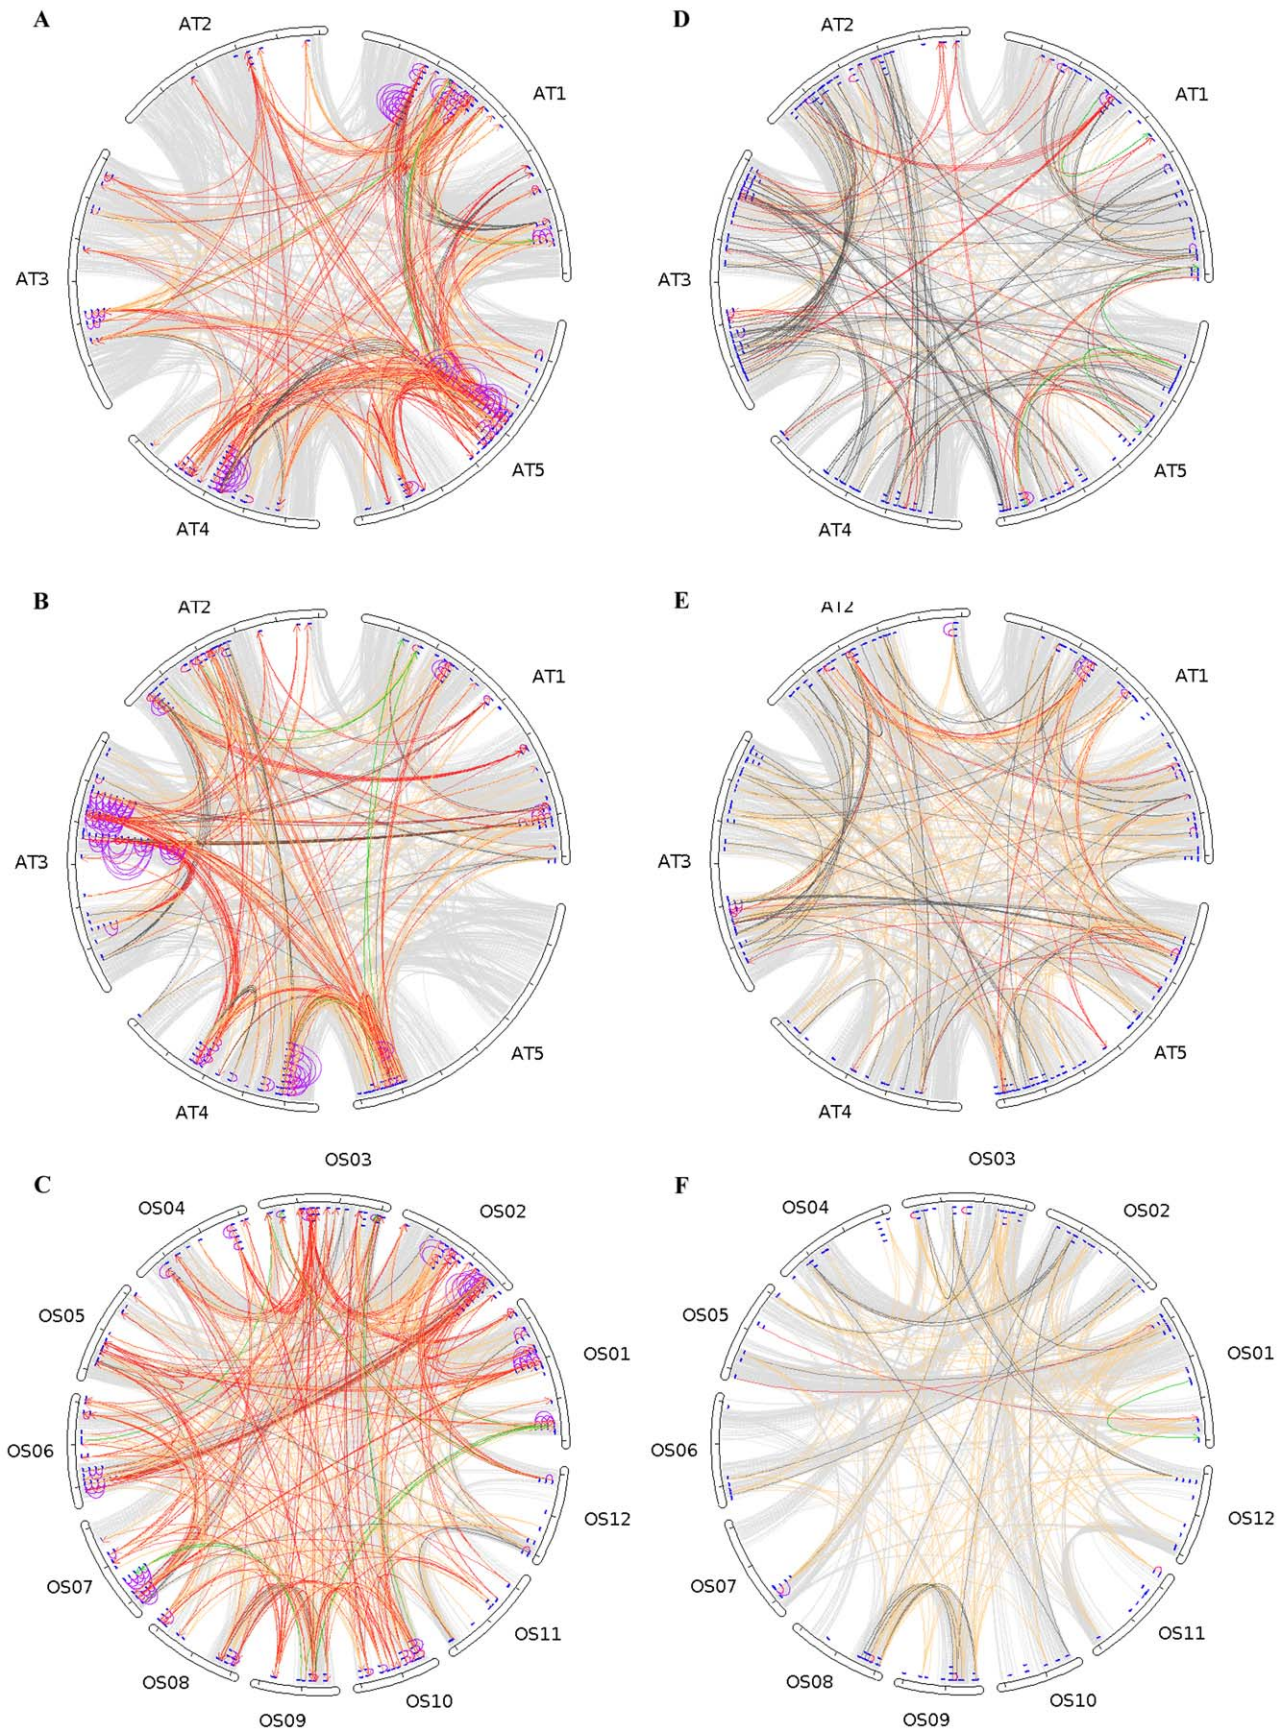 A
AT2
AT1
AT3
AT5
AT4
D
AT2
AT1
AT3
AT5
AT4
B
AT2
AT1
AT3
AT5
AT4
E
AT2
AT1
AT3
AT5
AT4
C
OS03
OS04
OS02
OS05
OS01
OS06
OS12
OS07
OS11
OS08
OS10
OS09
F
OS03
OS04
OS02
OS05
OS01
OS06
OS12
OS07
OS11
OS08
OS10
OS09